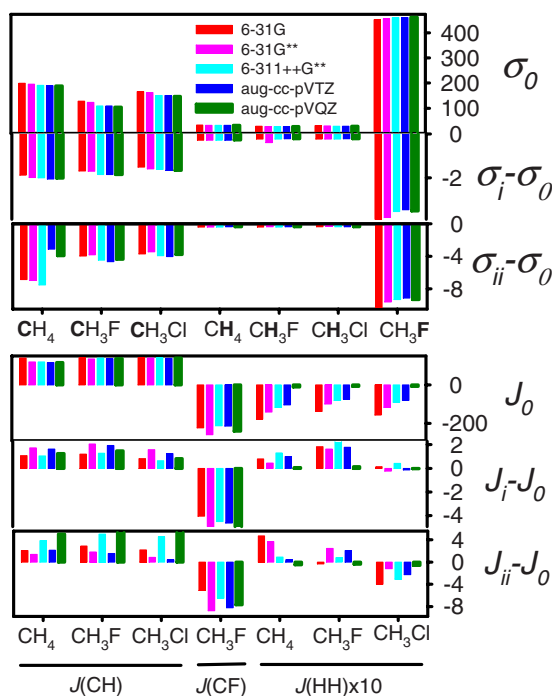 6-31G
6-31G**
6-311++G**
aug-cc-pVTZ
aug-cc-pVQZ
400
300
200
100
0
σ₀
-2
σᵢ-σ₀
0
-4
-8
σᵢᵢ-σ₀
CH₄ CH₃F CH₃Cl CH₄ CH₃F CH₃Cl CH₃F
0
-200
J₀
2
0
-2
-4
Jᵢ-J₀
4
0
-4
-8
Jᵢᵢ-J₀
CH₄ CH₃F CH₃Cl CH₃F CH₄ CH₃F CH₃Cl
J(CH) J(CF) J(HH)x10